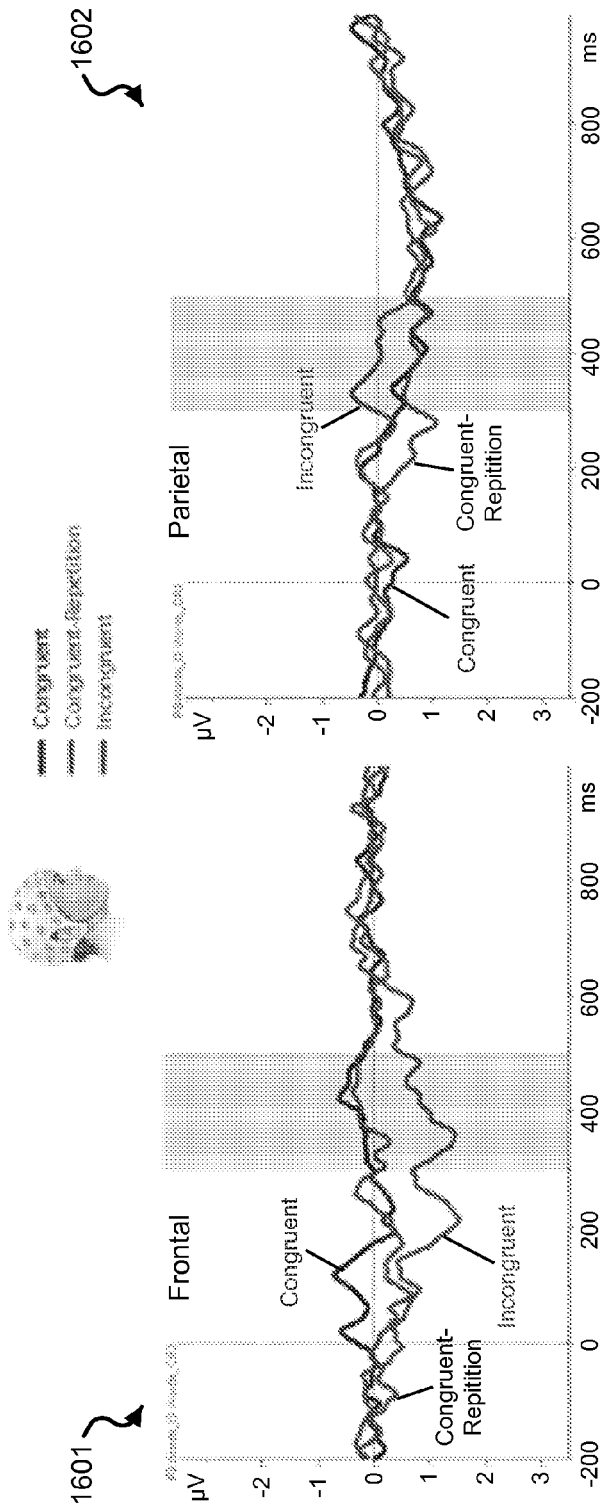 Congruent
Congruent-Repetition
Incongruent
1601
Frontal
µV
-2
-1
0
1
2
3
-200
0
200
400
600
800
ms
Congruent
Congruent-
Repitition
Incongruent
1602
Parietal
µV
-2
-1
0
1
2
3
-200
0
200
400
600
800
ms
Incongruent
Congruent
Congruent-
Repitition